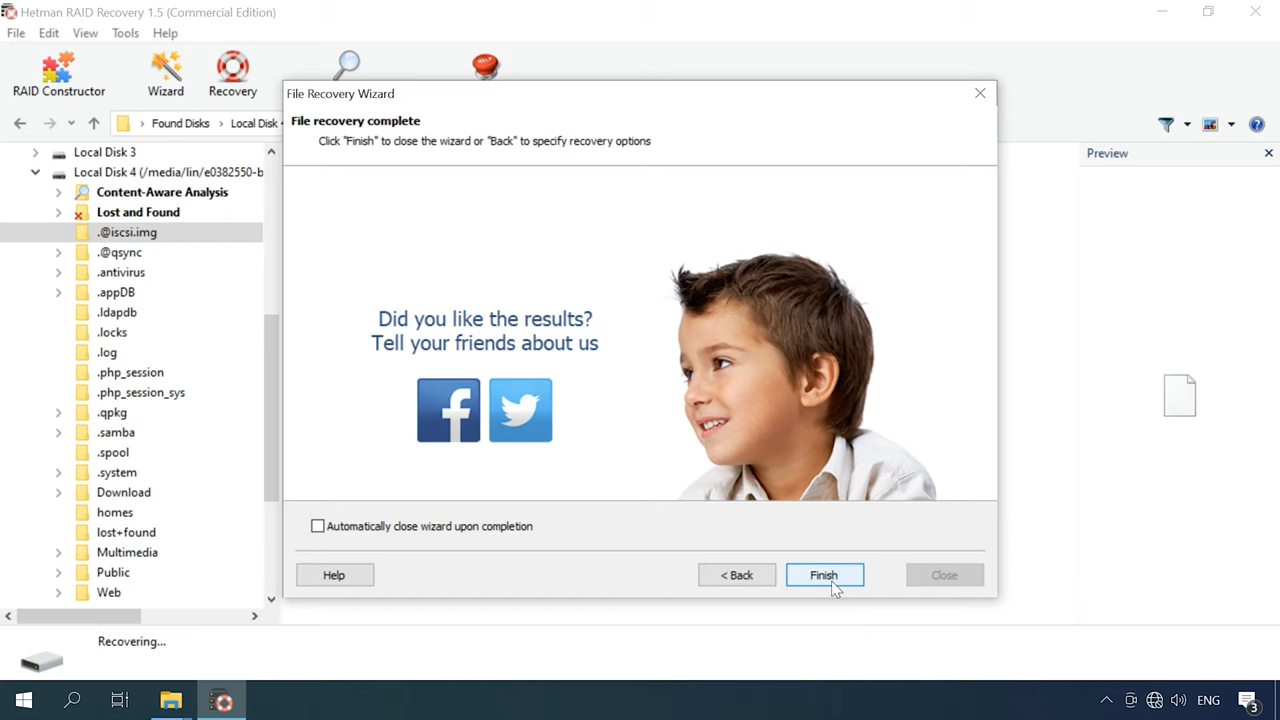 Hetman RAID Recovery 1.5 (Commercial Edition)
File Edit View Tools Help
RAID Constructor
Wizard
Recovery
HELP
Found Disks
Local Disk
Local Disk 3
Local Disk 4 (/media/lin/e0382550-b
Content-Aware Analysis
Lost and Found
.@iscsi.img
.@qsync
.antivirus
.appDB
.ldapdb
.locks
.log
.php_session
.php_session_sys
.qpkg
.samba
.spool
.system
Download
homes
lost+found
Multimedia
Public
Web
File Recovery Wizard
File recovery complete
Click "Finish" to close the wizard or "Back" to specify recovery options
Did you like the results?
Tell your friends about us
f
Automatically close wizard upon completion
Help
< Back
Finish
Close
Preview
Recovering...
ENG
3